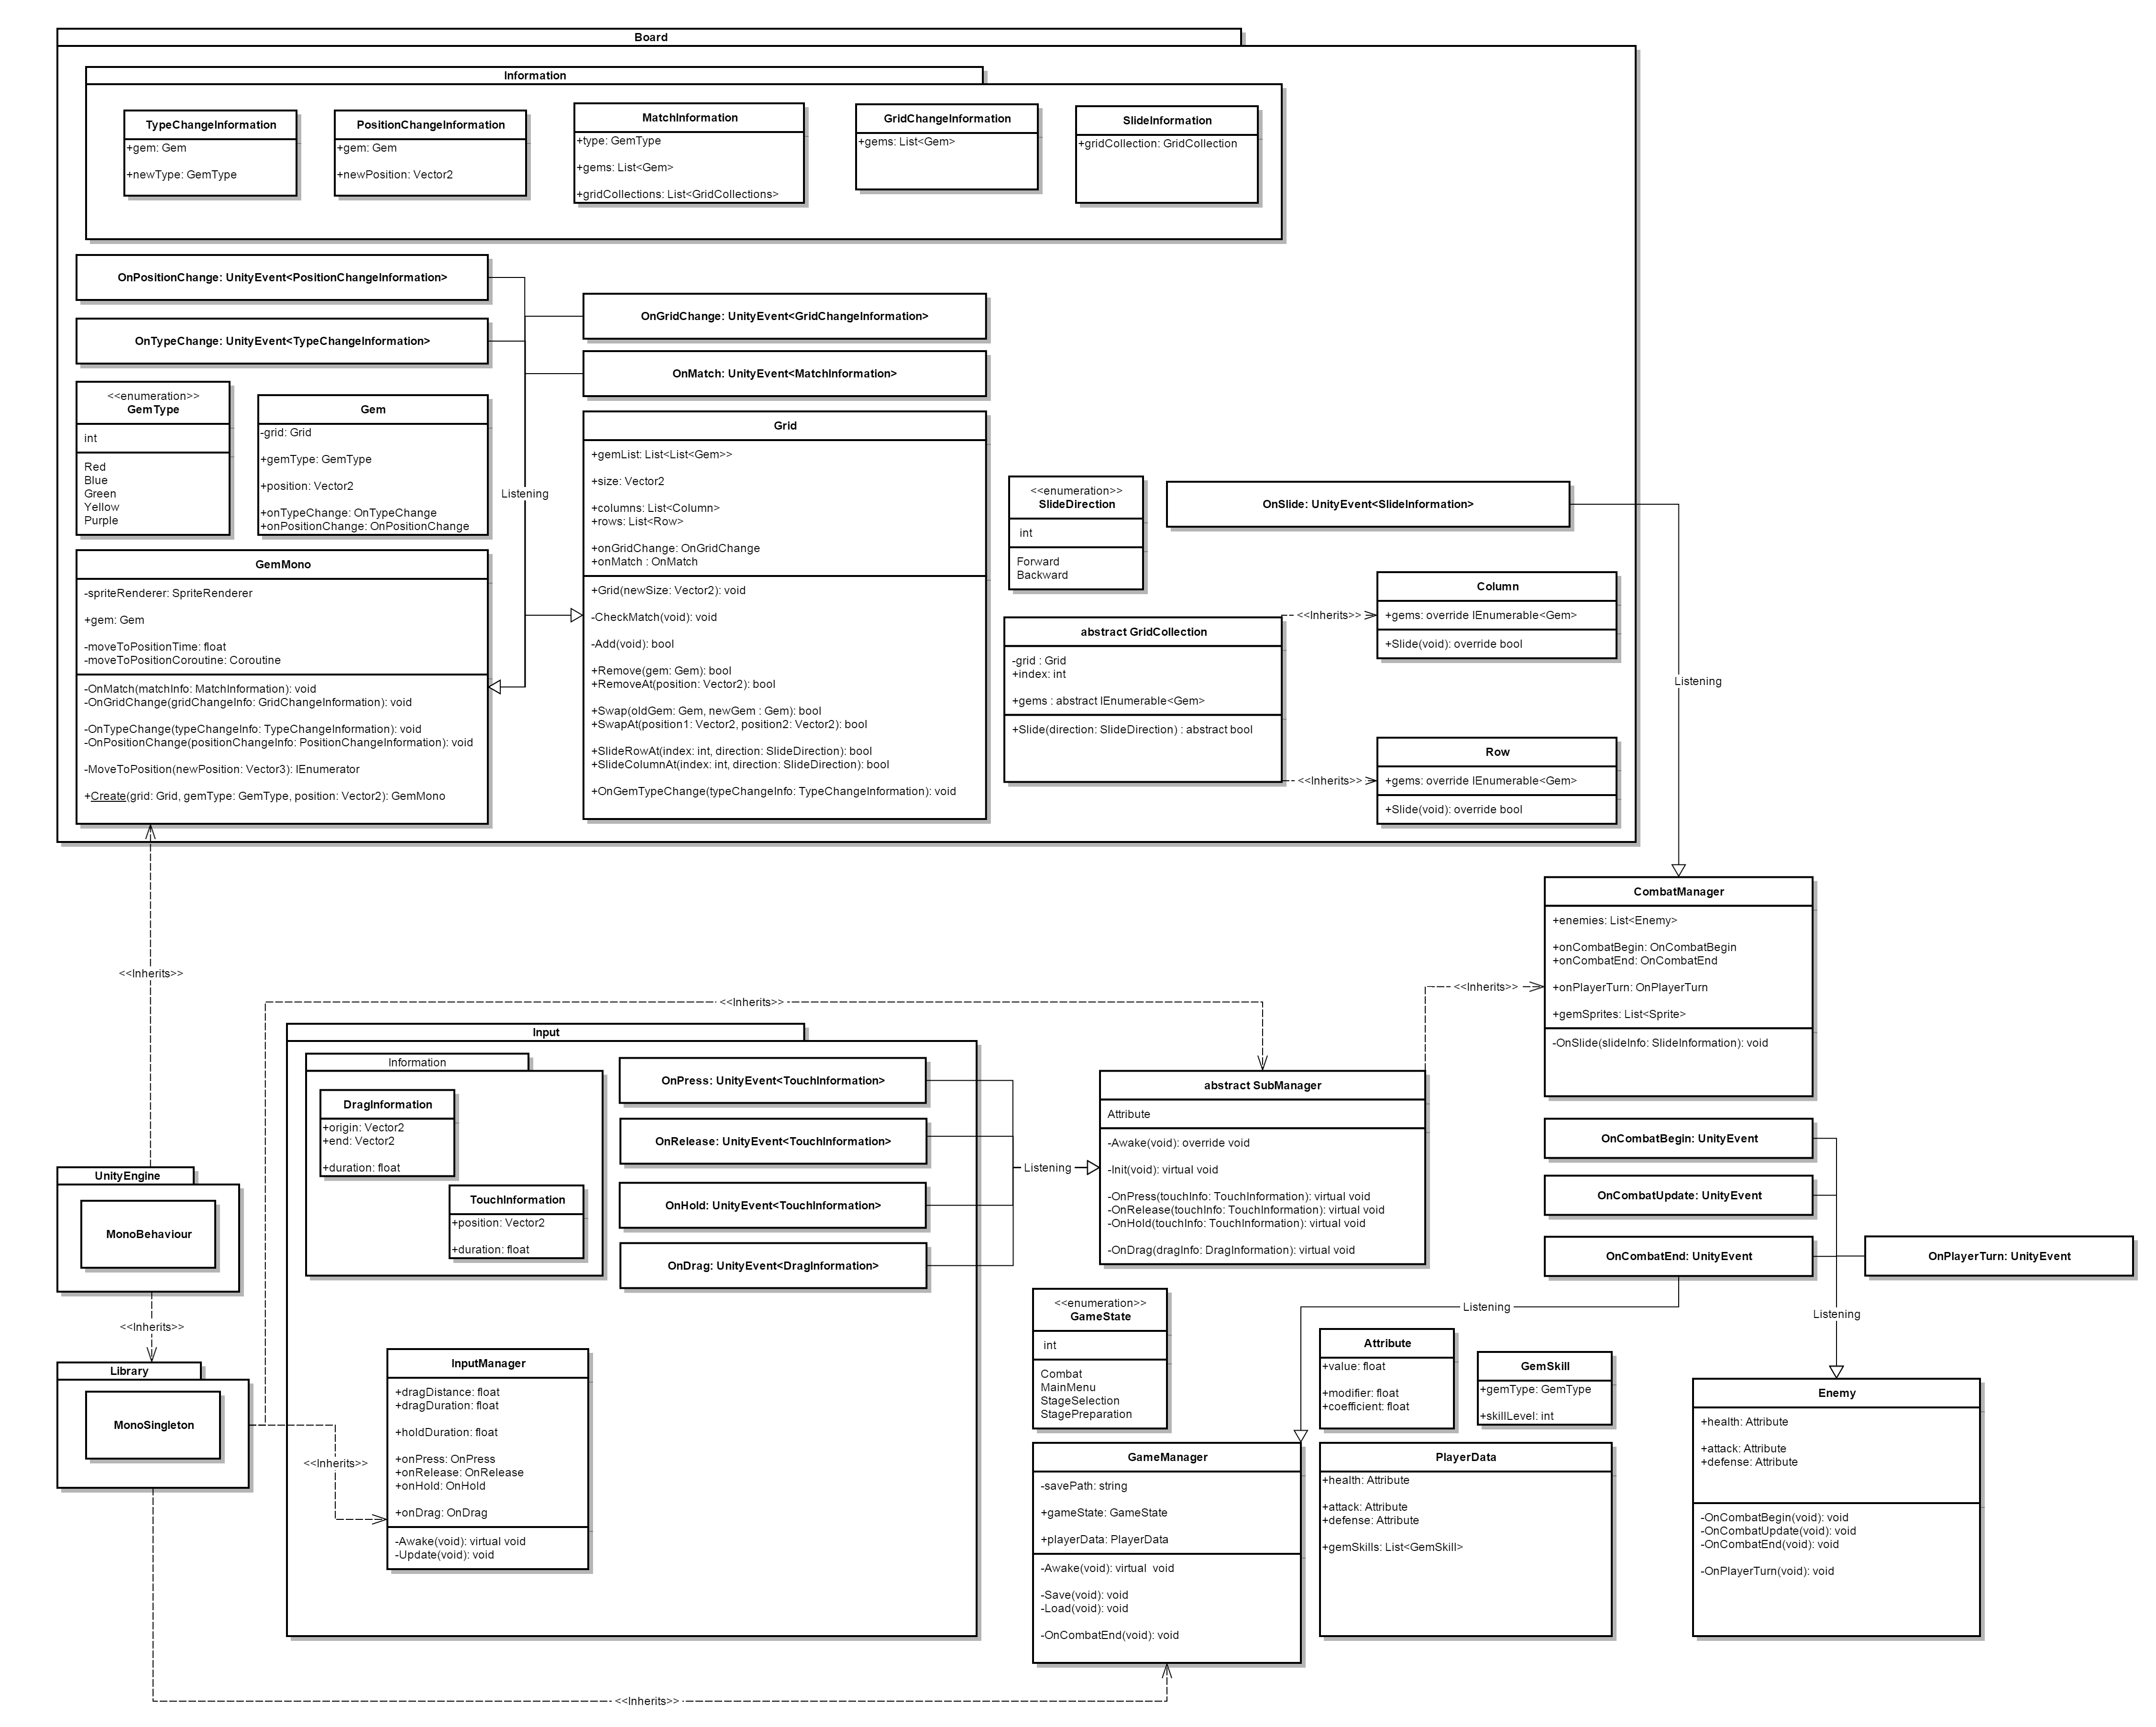 Board
Information
TypeChangeInformation
+gem: Gem
+newType: GemType
PositionChangeInformation
+gem: Gem
+newPosition: Vector2
MatchInformation
+type: GemType
+gems: List<Gem>
+gridCollections: List<GridCollections>
GridChangeInformation
+gems: List<Gem>
SlideInformation
+gridCollection: GridCollection
OnPositionChange: UnityEvent<PositionChangeInformation>
OnTypeChange: UnityEvent<TypeChangeInformation>
OnGridChange: UnityEvent<GridChangeInformation>
OnMatch: UnityEvent<MatchInformation>
<<enumeration>>
GemType
int
Red
Blue
Green
Yellow
Purple
Gem
-grid: Grid
+gemType: GemType
+position: Vector2
+onTypeChange: OnTypeChange
+onPositionChange: OnPositionChange
Listening
GemMono
-spriteRenderer: SpriteRenderer
+gem: Gem
-moveToPositionTime: float
-moveToPositionCoroutine: Coroutine
-OnMatch(matchInfo: MatchInformation): void
-OnGridChange(gridChangeInfo: GridChangeInformation): void
-OnTypeChange(typeChangeInfo: TypeChangeInformation): void
-OnPositionChange(positionChangeInfo: PositionChangeInformation): void
-MoveToPosition(newPosition: Vector3): IEnumerator
+Create(grid: Grid, gemType: GemType, position: Vector2): GemMono
Grid
+gemList: List<List<Gem>>
+size: Vector2
+columns: List<Column>
+rows: List<Row>
+onGridChange: OnGridChange
+onMatch : OnMatch
+Grid(newSize: Vector2): void
-CheckMatch(void): void
-Add(void): bool
+Remove(gem: Gem): bool
+RemoveAt(position: Vector2): bool
+Swap(oldGem: Gem, newGem : Gem): bool
+SwapAt(position1: Vector2, position2: Vector2): bool
+SlideRowAt(index: int, direction: SlideDirection): bool
+SlideColumnAt(index: int, direction: SlideDirection): bool
+OnGemTypeChange(typeChangeInfo: TypeChangeInformation): void
<<enumeration>>
SlideDirection
int
Forward
Backward
OnSlide: UnityEvent<SlideInformation>
abstract GridCollection
-grid : Grid
+index: int
+gems : abstract IEnumerable<Gem>
+Slide(direction: SlideDirection) : abstract bool
<<Inherits>>
Column
+gems: override IEnumerable<Gem>
+Slide(void): override bool
<<Inherits>>
Row
+gems: override IEnumerable<Gem>
+Slide(void): override bool
Listening
CombatManager
+enemies: List<Enemy>
+onCombatBegin: OnCombatBegin
+onCombatEnd: OnCombatEnd
+onPlayerTurn: OnPlayerTurn
+gemSprites: List<Sprite>
-OnSlide(slideInfo: SlideInformation): void
<<Inherits>>
<<Inherits>>
<<Inherits>>
Input
Information
DragInformation
+origin: Vector2
+end: Vector2
+duration: float
TouchInformation
+position: Vector2
+duration: float
OnPress: UnityEvent<TouchInformation>
OnRelease: UnityEvent<TouchInformation>
OnHold: UnityEvent<TouchInformation>
OnDrag: UnityEvent<DragInformation>
Listening
abstract SubManager
Attribute
-Awake(void): override void
-Init(void): virtual void
-OnPress(touchInfo: TouchInformation): virtual void
-OnRelease(touchInfo: TouchInformation): virtual void
-OnHold(touchInfo: TouchInformation): virtual void
-OnDrag(dragInfo: DragInformation): virtual void
OnCombatBegin: UnityEvent
OnCombatUpdate: UnityEvent
OnCombatEnd: UnityEvent
OnPlayerTurn: UnityEvent
Listening
Listening
UnityEngine
MonoBehaviour
<<Inherits>>
Library
MonoSingleton
<<Inherits>>
InputManager
+dragDistance: float
+dragDuration: float
+holdDuration: float
+onPress: OnPress
+onRelease: OnRelease
+onHold: OnHold
+onDrag: OnDrag
-Awake(void): virtual void
-Update(void): void
<<enumeration>>
GameState
int
Combat
MainMenu
StageSelection
StagePreparation
Attribute
+value: float
+modifier: float
+coefficient: float
GemSkill
+gemType: GemType
+skillLevel: int
GameManager
-savePath: string
+gameState: GameState
+playerData: PlayerData
-Awake(void): virtual  void
-Save(void): void
-Load(void): void
-OnCombatEnd(void): void
PlayerData
+health: Attribute
+attack: Attribute
+defense: Attribute
+gemSkills: List<GemSkill>
Enemy
+health: Attribute
+attack: Attribute
+defense: Attribute
-OnCombatBegin(void): void
-OnCombatUpdate(void): void
-OnCombatEnd(void): void
-OnPlayerTurn(void): void
<<Inherits>>